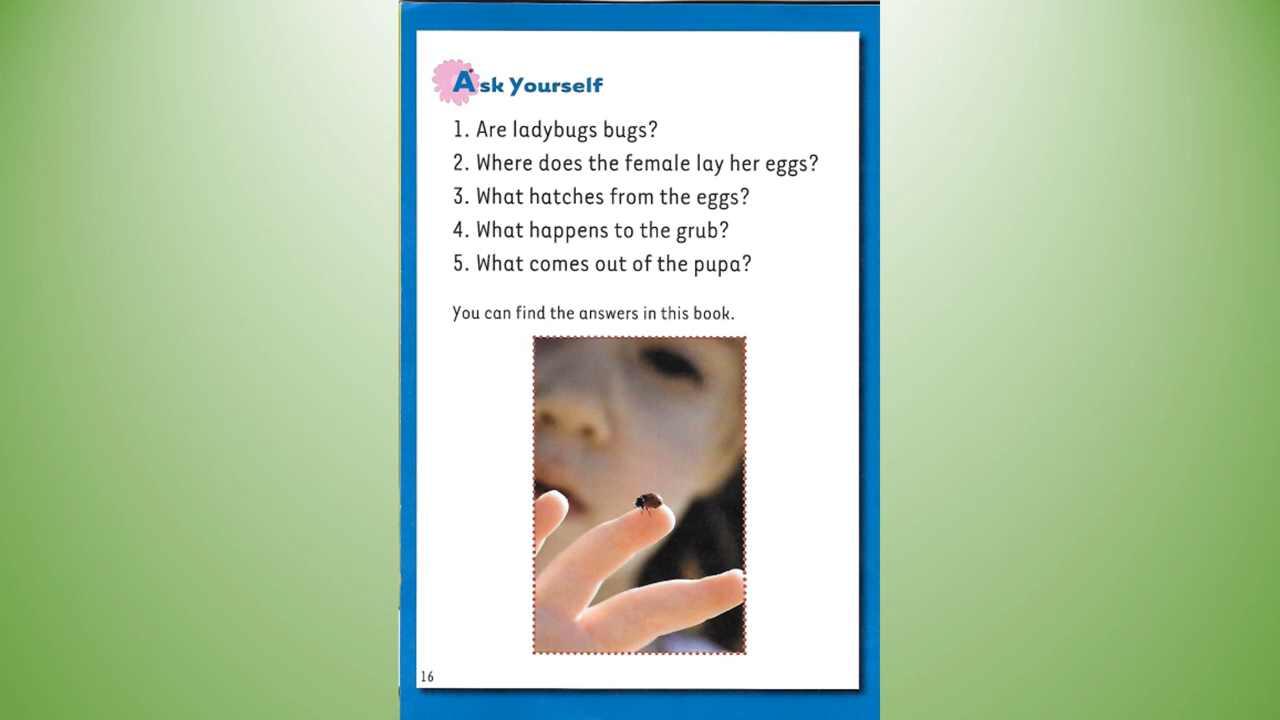 Ask Yourself
1. Are ladybugs bugs?
2. Where does the female lay her eggs?
3. What hatches from the eggs?
4. What happens to the grub?
5. What comes out of the pupa?
You can find the answers in this book.
16